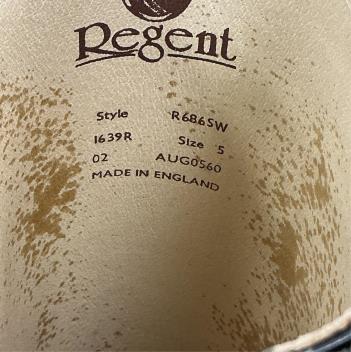 Regent
Style R686SW
1639R Size 5
02 AUG0560
MADE IN ENGLAND